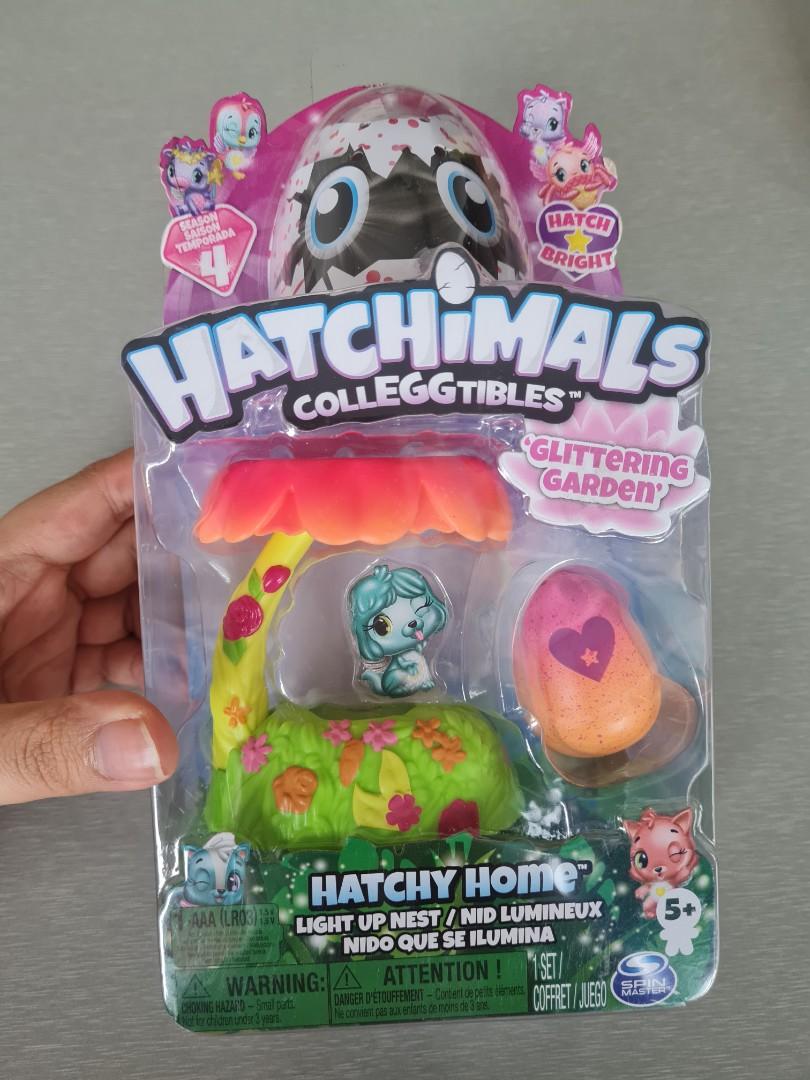 SEASON
SAISON
TEMPORADA
4
HATCH
BRIGHT
HATCHiMALS
COLLEGGTIBLES™
'GLITTERING
GARDEN'
HATCHY HOME™
LIGHT UP NEST / NID LUMINEUX
NIDO QUE SE ILUMINA
AAA (LR03)
5+
WARNING:
CHOKING HAZARD – Small parts.
Not for children under 3 years.
ATTENTION !
DANGER D'ÉTOUFFEMENT – Contient de petits éléments.
Ne convient pas aux enfants de moins de 3 ans.
1 SET /
COFFRET / JUEGO
SPIN
MASTER